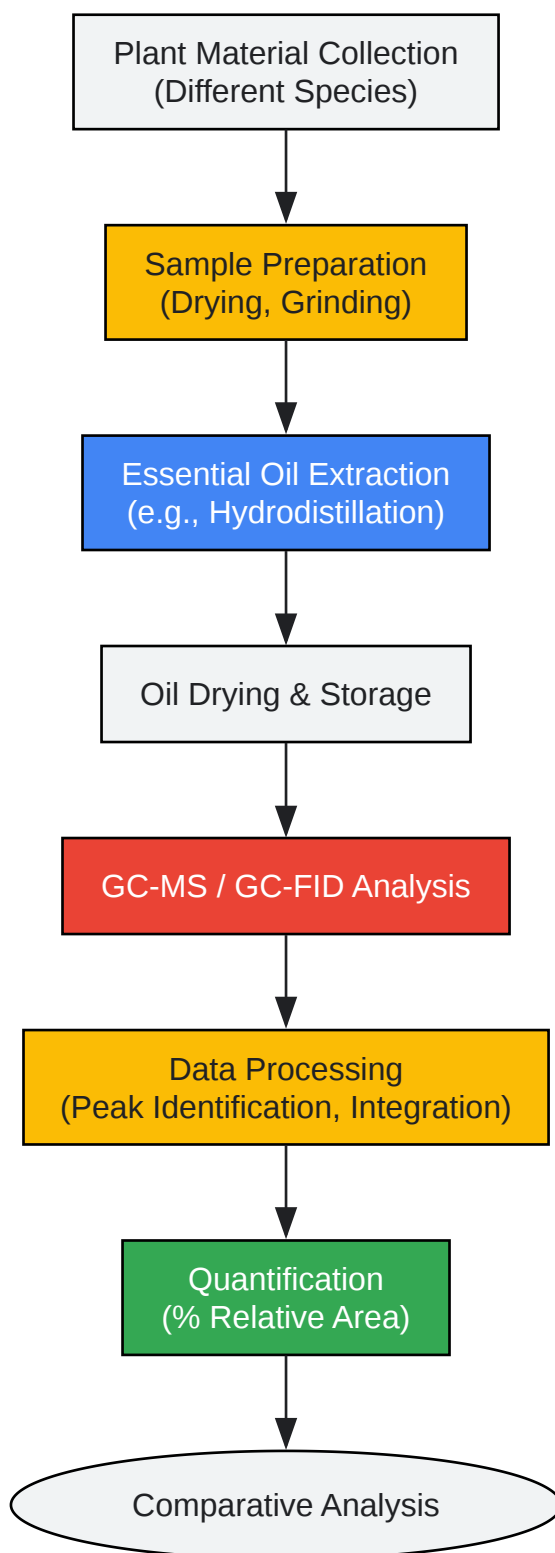 Plant Material Collection
(Different Species)
Sample Preparation
(Drying, Grinding)
Essential Oil Extraction
(e.g., Hydrodistillation)
Oil Drying & Storage
GC-MS / GC-FID Analysis
Data Processing
(Peak Identification, Integration)
Quantification
(% Relative Area)
Comparative Analysis